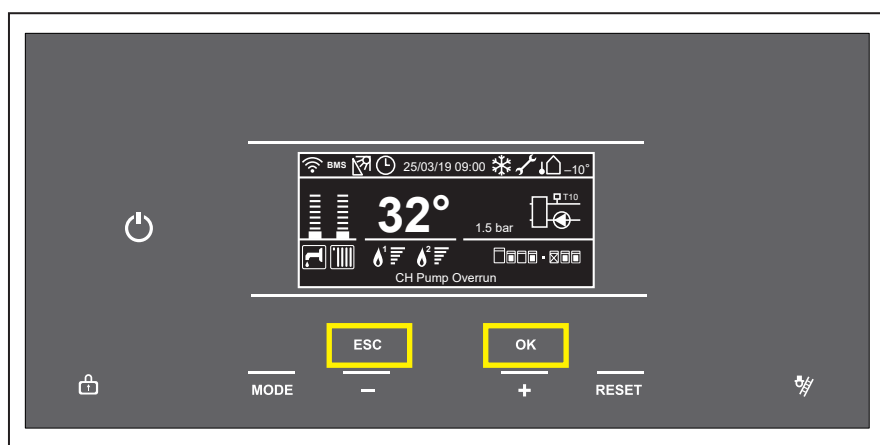 BMS 25/03/19 09:00 –10°
32° 1.5 bar T10
1 2
CH Pump Overrun
ESC OK
MODE – + RESET